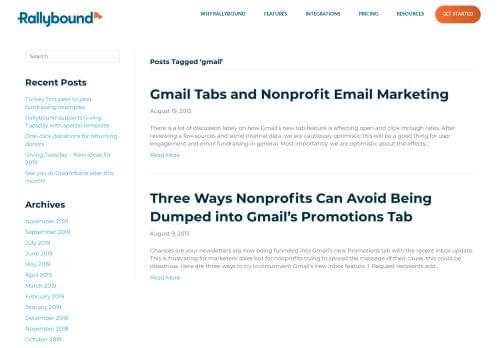 Rallybound
WHY RALLYBOUND
FEATURES
INTEGRATIONS
PRICING
RESOURCES
GET STARTED
Search
Recent Posts
Turkey Trot peer to peer
fundraising examples
Rallybound supports Giving
Tuesday with special template
One-click donations for returning
donors
Giving Tuesday – New ideas for
2019
See you at Dreamforce later this
month!
Archives
November 2019
September 2019
July 2019
June 2019
May 2019
April 2019
March 2019
February 2019
January 2019
December 2018
November 2018
October 2018
Posts Tagged 'gmail'
Gmail Tabs and Nonprofit Email Marketing
August 19, 2013
There is a lot of discussion lately on how Gmail's new tab feature is affecting open and click through rates. After
reviewing a few sources and some internal data, we are cautiously optimistic this will be a good thing for user
engagement and email fundraising in general. Most importantly, we are optimistic about the effects...
Read More
Three Ways Nonprofits Can Avoid Being
Dumped into Gmail's Promotions Tab
August 9, 2013
Chances are your newsletters are now being funneled into Gmail's new Promotions tab with the recent inbox update.
This is frustrating for marketers' sales but for nonprofits trying to spread the message of their cause, this could be
disastrous. Here are three ways to try to circumvent Gmail's new inbox feature: 1. Request recipients add...
Read More